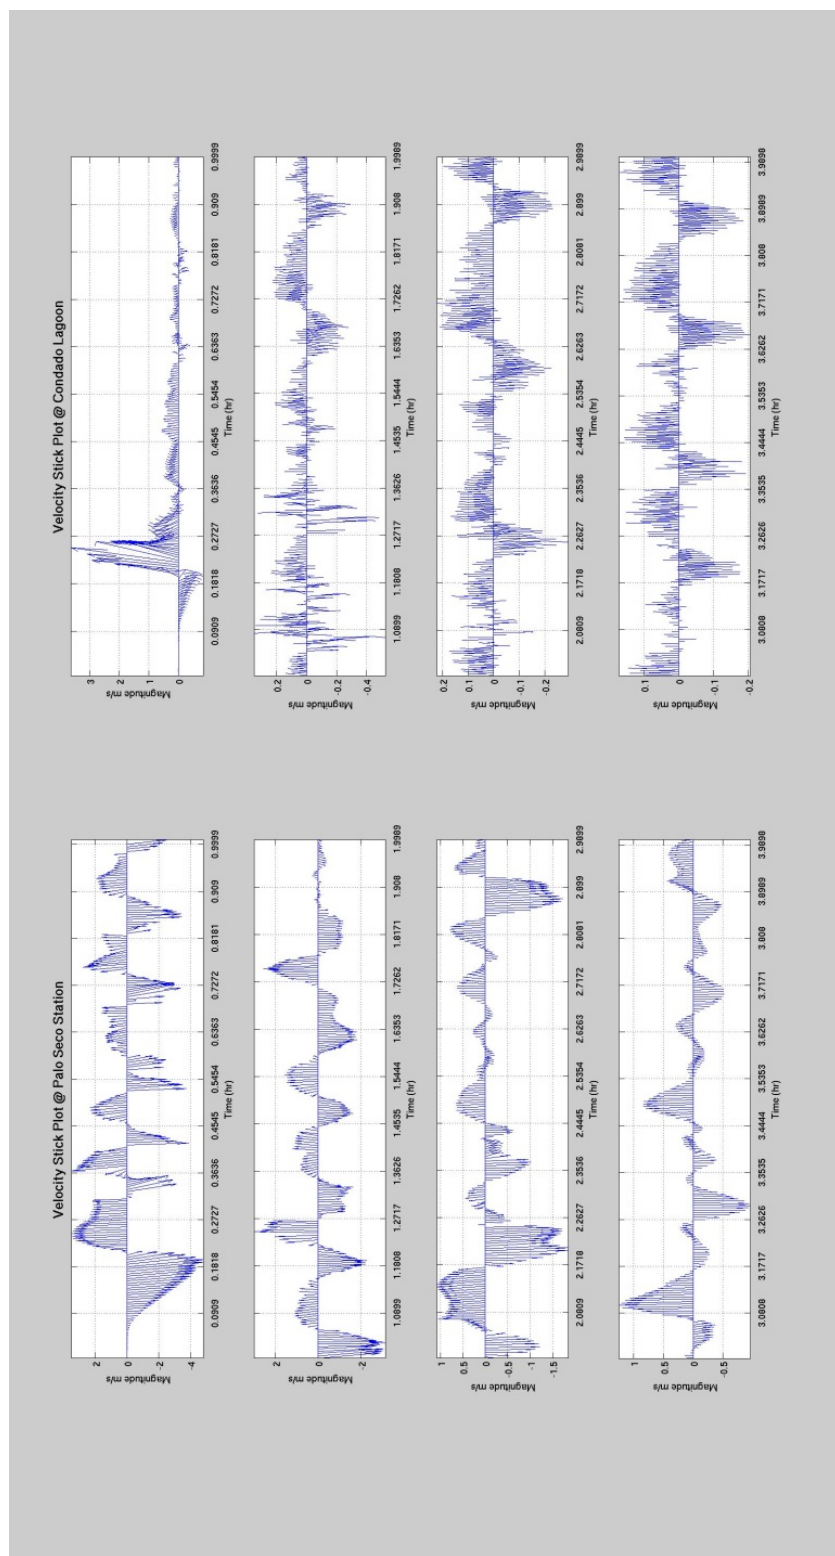 Velocity Stick Plot @ Palo Seco Station
Magnitude m/s
2
0
-2
-4
0.0909 0.1818 0.2727 0.3636 0.4545 0.5454 0.6363 0.7272 0.8181 0.909 0.9999
Time (hr)
Magnitude m/s
2
0
-2
1.0899 1.1808 1.2717 1.3626 1.4535 1.5444 1.6353 1.7262 1.8171 1.908 1.9989
Magnitude m/s
1
0.5
0
-0.5
-1
-1.5
2.0809 2.1718 2.2627 2.3536 2.4445 2.5354 2.6263 2.7172 2.8081 2.899 2.9899
Time (hr)
Magnitude m/s
1
0.5
0
-0.5
3.0808 3.1717 3.2626 3.3535 3.4444 3.5353 3.6262 3.7171 3.808 3.8989 3.9898
Time (hr)
Velocity Stick Plot @ Condado Lagoon
Magnitude m/s
3
2
1
0
0.0909 0.1818 0.2727 0.3636 0.4545 0.5454 0.6363 0.7272 0.8181 0.909 0.9999
Time (hr)
Magnitude m/s
0.2
0
-0.2
-0.4
1.0899 1.1808 1.2717 1.3626 1.4535 1.5444 1.6353 1.7262 1.8171 1.908 1.9989
Magnitude m/s
0.2
0.1
0
-0.1
-0.2
2.0809 2.1718 2.2627 2.3536 2.4445 2.5354 2.6263 2.7172 2.8081 2.899 2.9899
Time (hr)
Magnitude m/s
0.1
0
-0.1
-0.2
3.0808 3.1717 3.2626 3.3535 3.4444 3.5353 3.6262 3.7171 3.808 3.8989 3.9898
Time (hr)